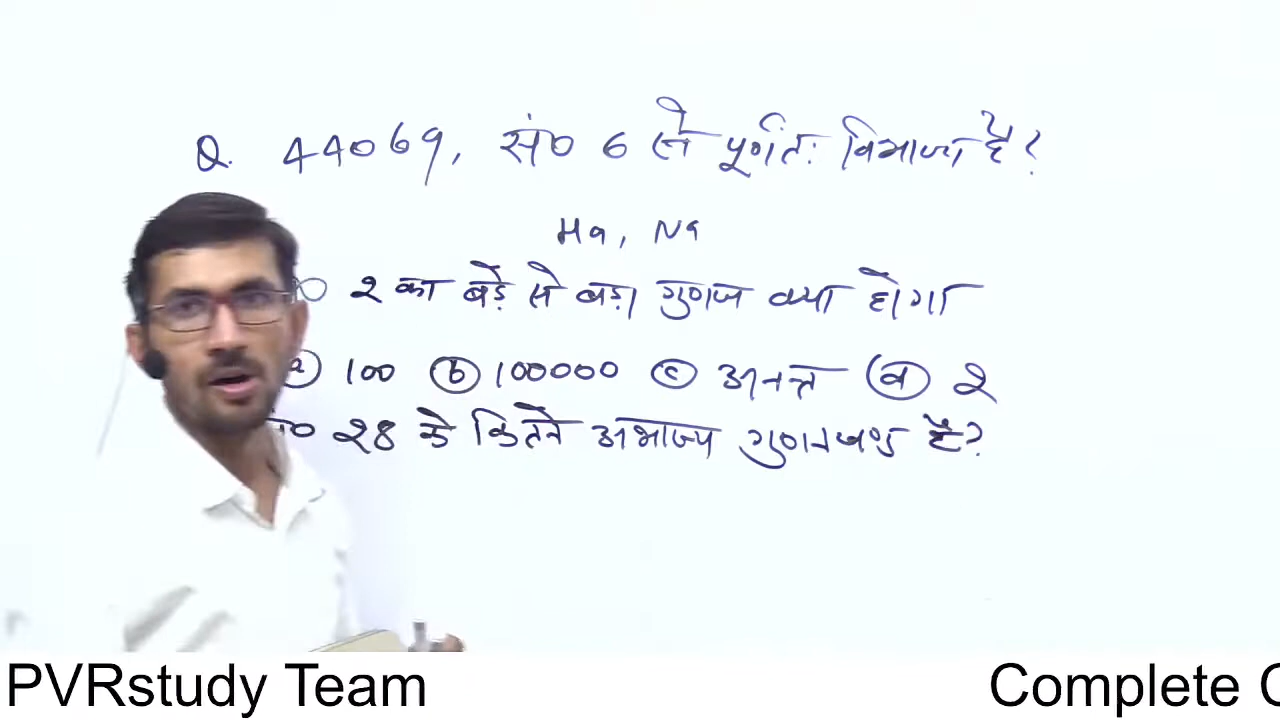 Q. 44069, सं० 6 से पूर्णतः विभाज्य है?
Ha, Na
2 का बड़े से बड़ा गुणज क्या होगा
ⓐ 100 ⓑ 100000 ⓒ अनन्त ⓓ 2
28 के कितने अभाज्य गुणनखण्ड है?
PVRstudy Team
Complete